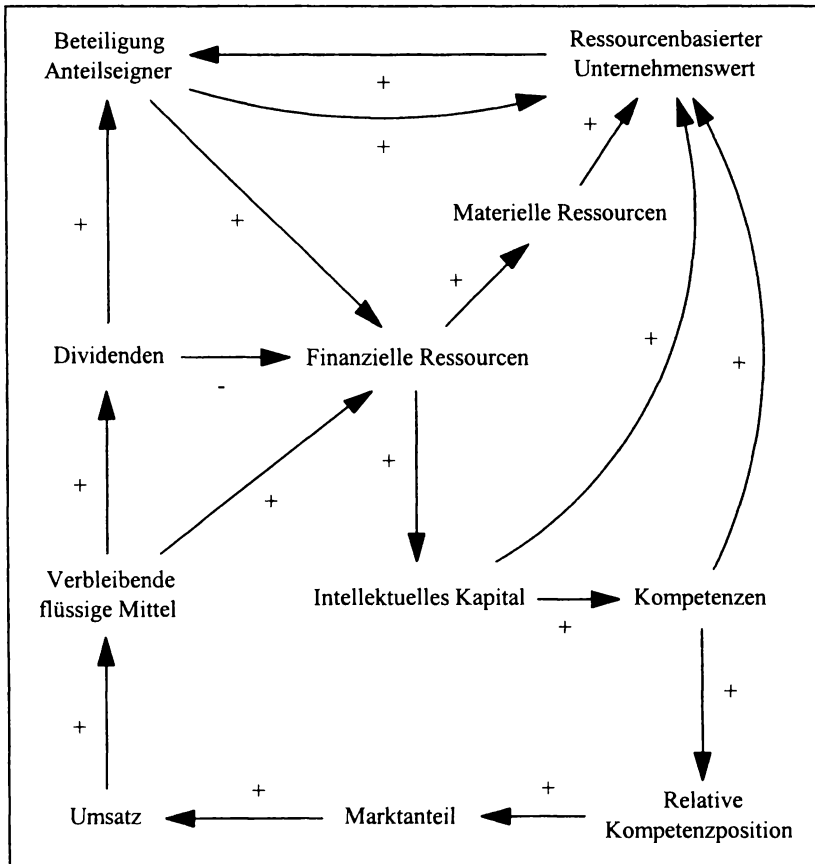 Beteiligung
Anteilseigner
Ressourcenbasierter
Unternehmenswert
+
+
+
Materielle Ressourcen
+
+
+
+
+
Dividenden
-
Finanzielle Ressourcen
+
+
+
Verbleibende
flüssige Mittel
Intellektuelles Kapital
+
Kompetenzen
+
+
Umsatz
+
Marktanteil
+
Relative
Kompetenzposition